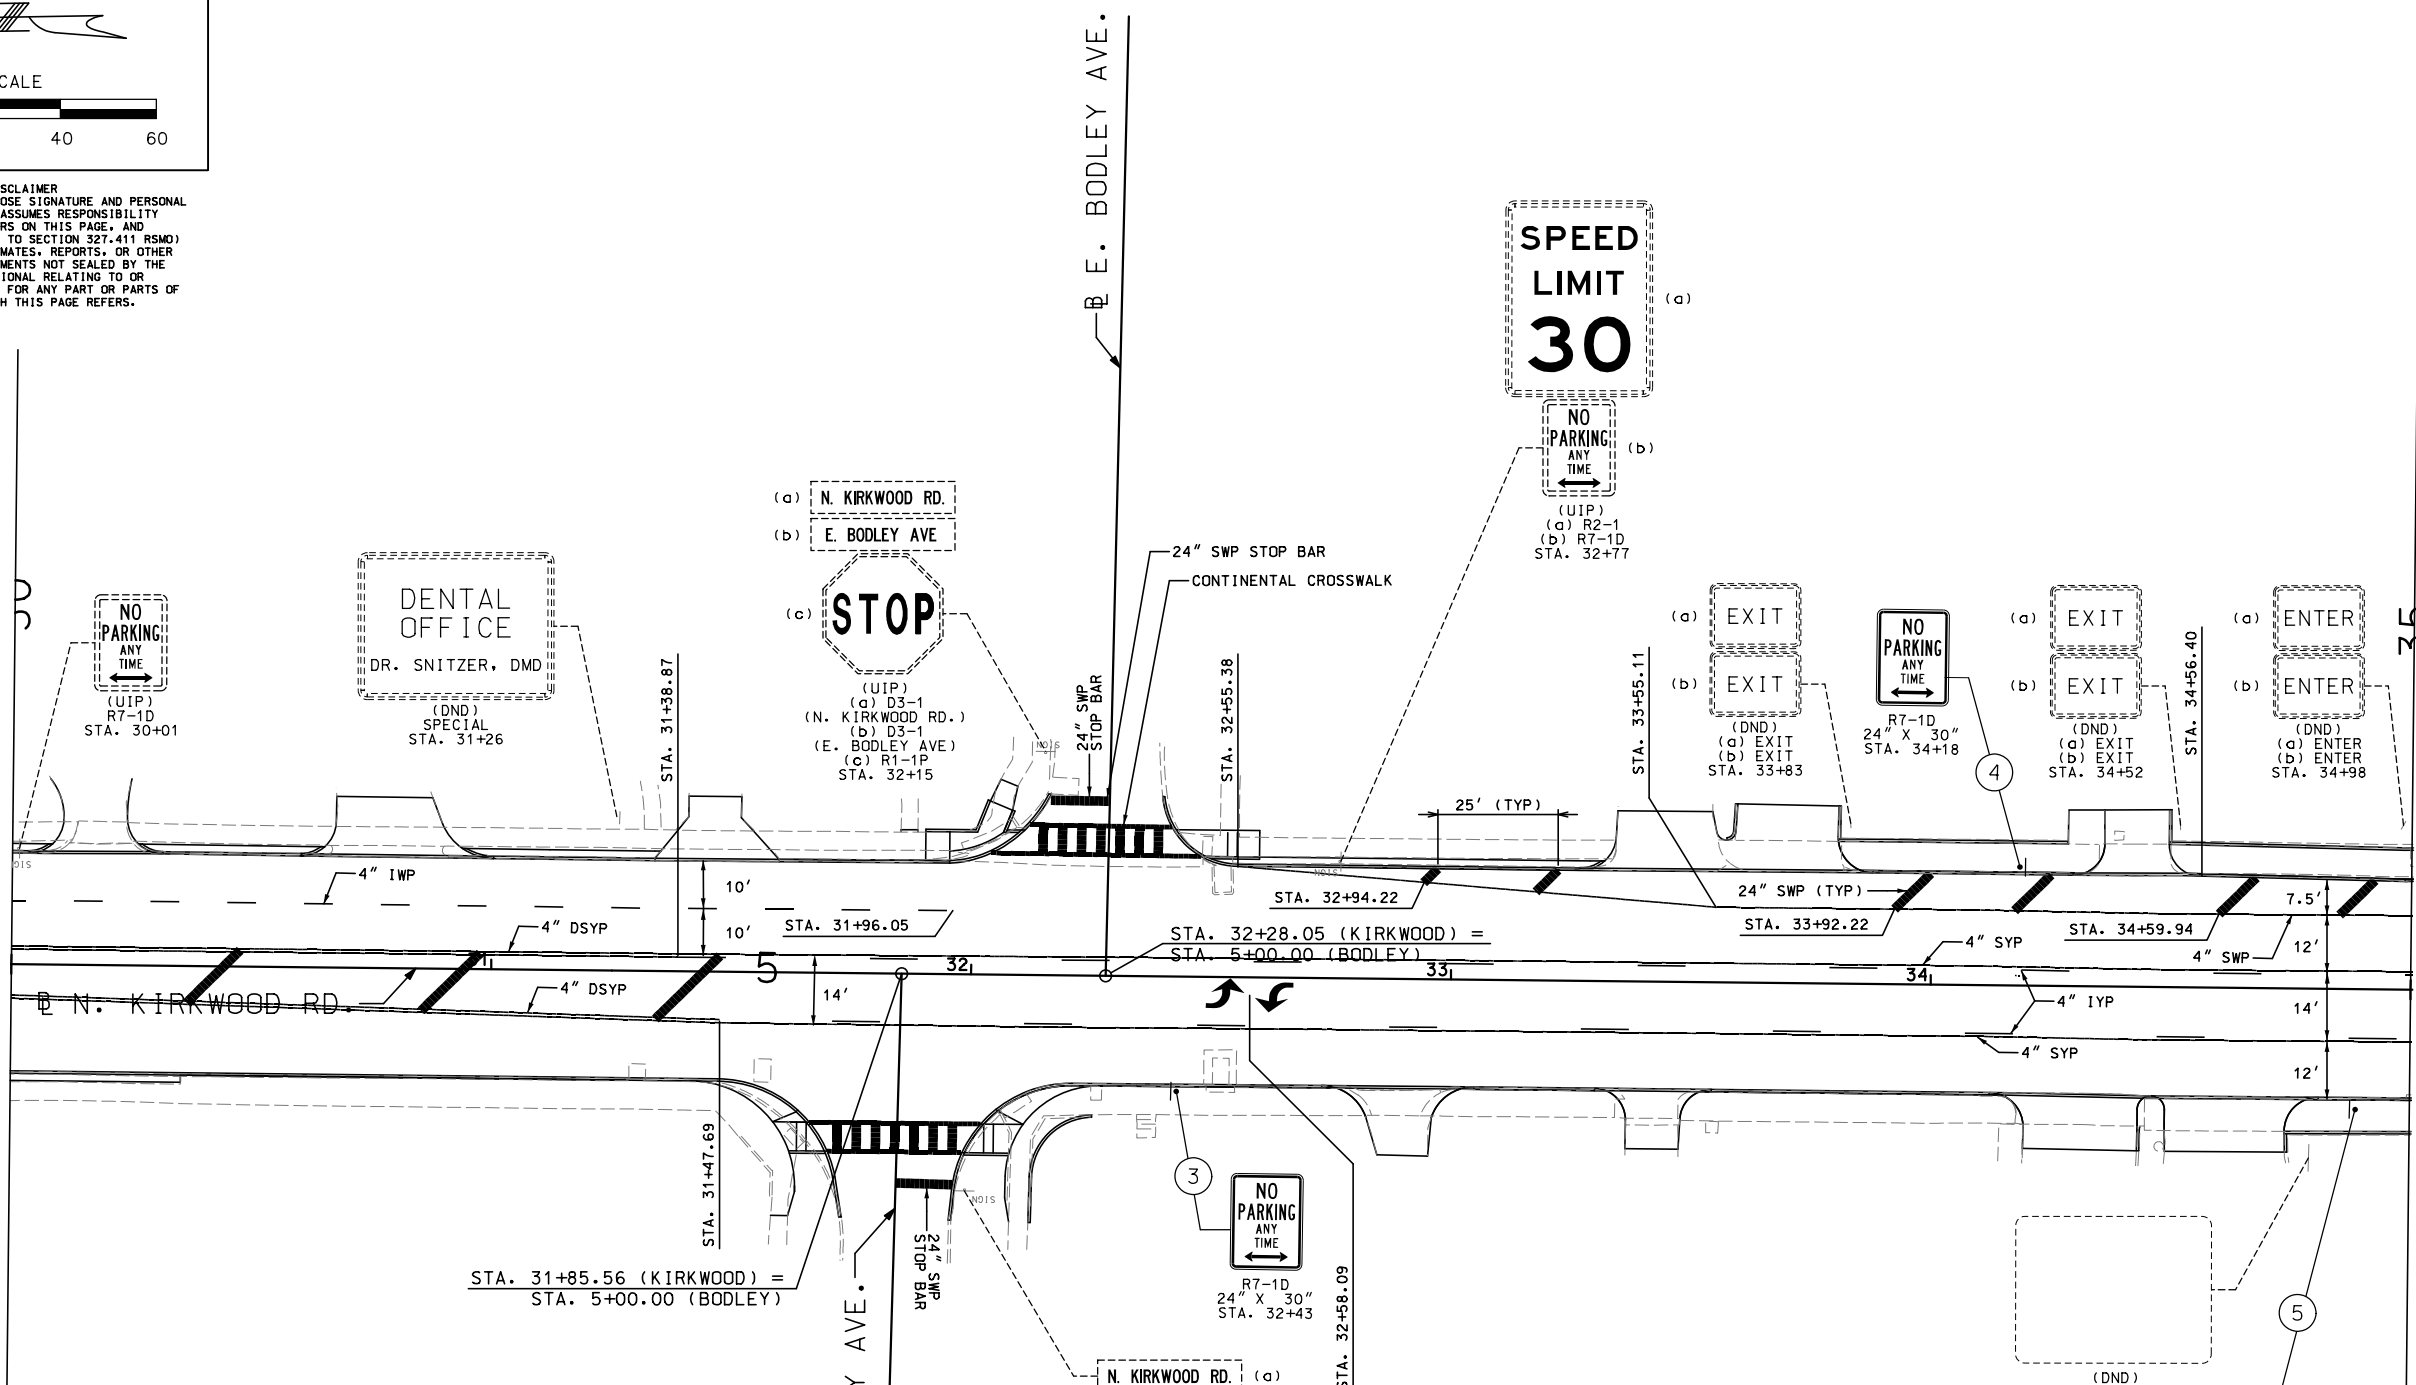 CALE
40 60
SCLAIMER
OSE SIGNATURE AND PERSONAL
ASSUMES RESPONSIBILITY
RS ON THIS PAGE, AND
TO SECTION 327.411 RSMO)
MATES, REPORTS, OR OTHER
MENTS NOT SEALED BY THE
IONAL RELATING TO OR
FOR ANY PART OR PARTS OF
H THIS PAGE REFERS.
E. BODLEY AVE.
SPEED
LIMIT
30
(a)
NO
PARKING
ANY
TIME
(b)
(UIP)
(a) R2-1
(b) R7-1D
STA. 32+77
(a) N. KIRKWOOD RD.
(b) E. BODLEY AVE
(c) STOP
(UIP)
(a) D3-1
(N. KIRKWOOD RD.)
(b) D3-1
(E. BODLEY AVE)
(c) R1-1P
STA. 32+15
24" SWP STOP BAR
CONTINENTAL CROSSWALK
NO
PARKING
ANY
TIME
(UIP)
R7-1D
STA. 30+01
DENTAL
OFFICE
DR. SNITZER, DMD
(DND)
SPECIAL
STA. 31+26
STA. 31+38.87
24" SWP
STOP BAR
STA. 32+55.38
STA. 33+55.11
(a) EXIT
(b) EXIT
(DND)
(a) EXIT
(b) EXIT
STA. 33+83
NO
PARKING
ANY
TIME
R7-1D
24" X 30"
STA. 34+18
4
(a) EXIT
(b) EXIT
(DND)
(a) EXIT
(b) EXIT
STA. 34+52
STA. 34+56.40
(a) ENTER
(b) ENTER
(DND)
(a) ENTER
(b) ENTER
STA. 34+98
35
SIGN
SIGN
SIGN
25' (TYP)
4" IWP
10'
10'
4" DSYP
STA. 31+96.05
STA. 32+94.22
24" SWP (TYP)
STA. 33+92.22
STA. 34+59.94
7.5'
12'
4" SYP
4" SWP
STA. 32+28.05 (KIRKWOOD) =
STA. 5+00.00 (BODLEY)
5
32
33
34
N. KIRKWOOD RD.
4" DSYP
14'
4" IYP
14'
4" SYP
12'
STA. 31+47.69
SIGN
3
NO
PARKING
ANY
TIME
R7-1D
24" X 30"
STA. 32+43
24" SWP
STOP BAR
STA. 31+85.56 (KIRKWOOD) =
STA. 5+00.00 (BODLEY)
Y AVE.
STA. 32+58.09
N. KIRKWOOD RD. (a)
5
(DND)